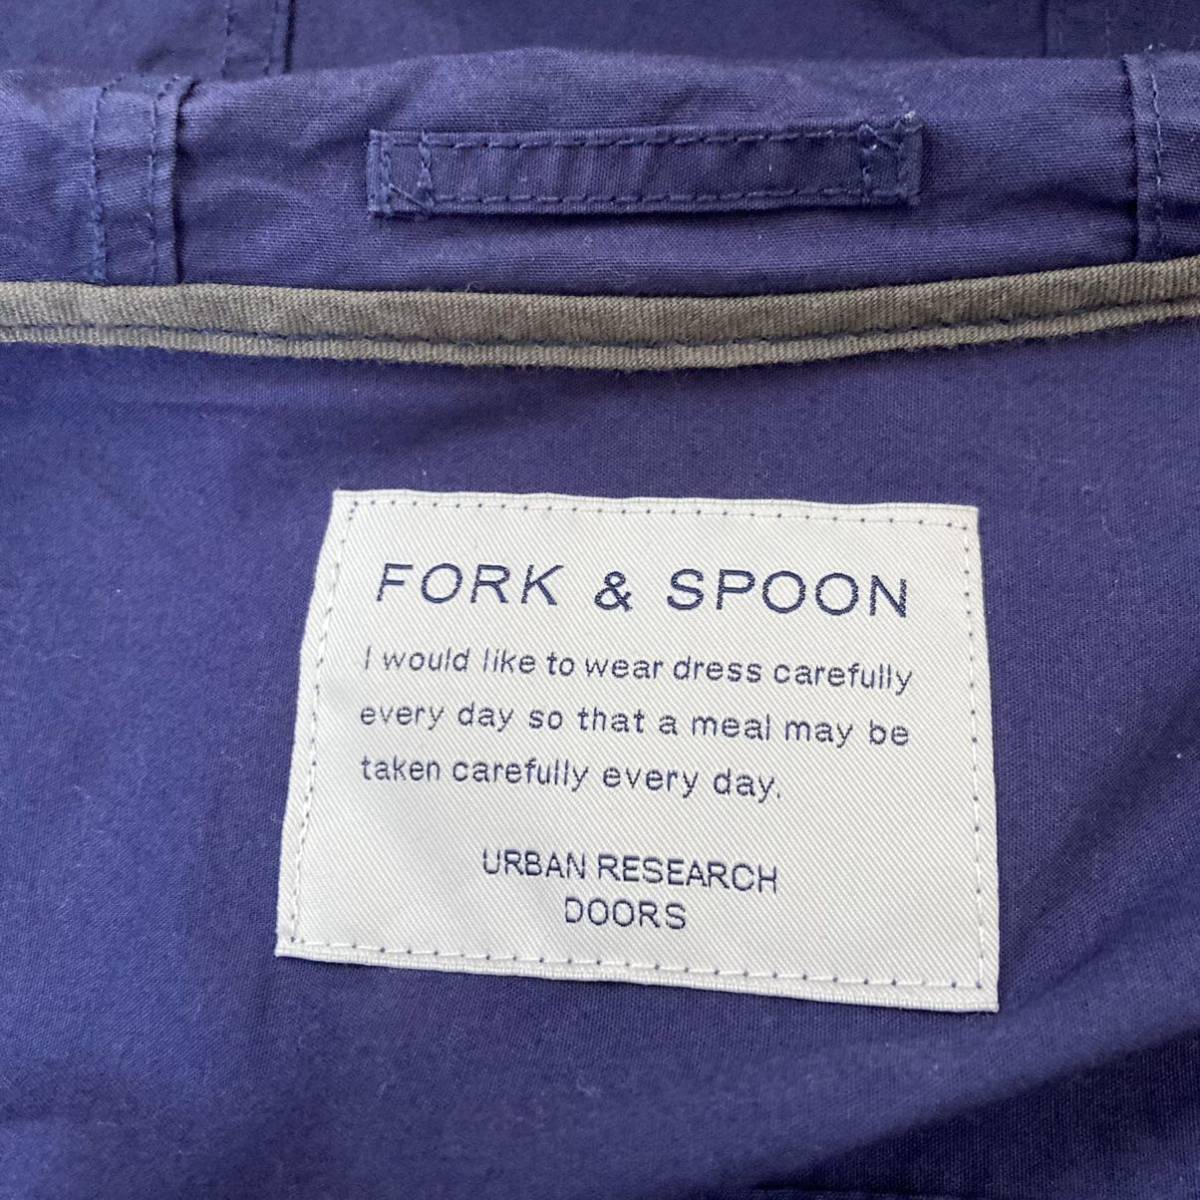 FORK & SPOON
I would like to wear dress carefully
every day so that a meal may be
taken carefully every day.
URBAN RESEARCH
DOORS